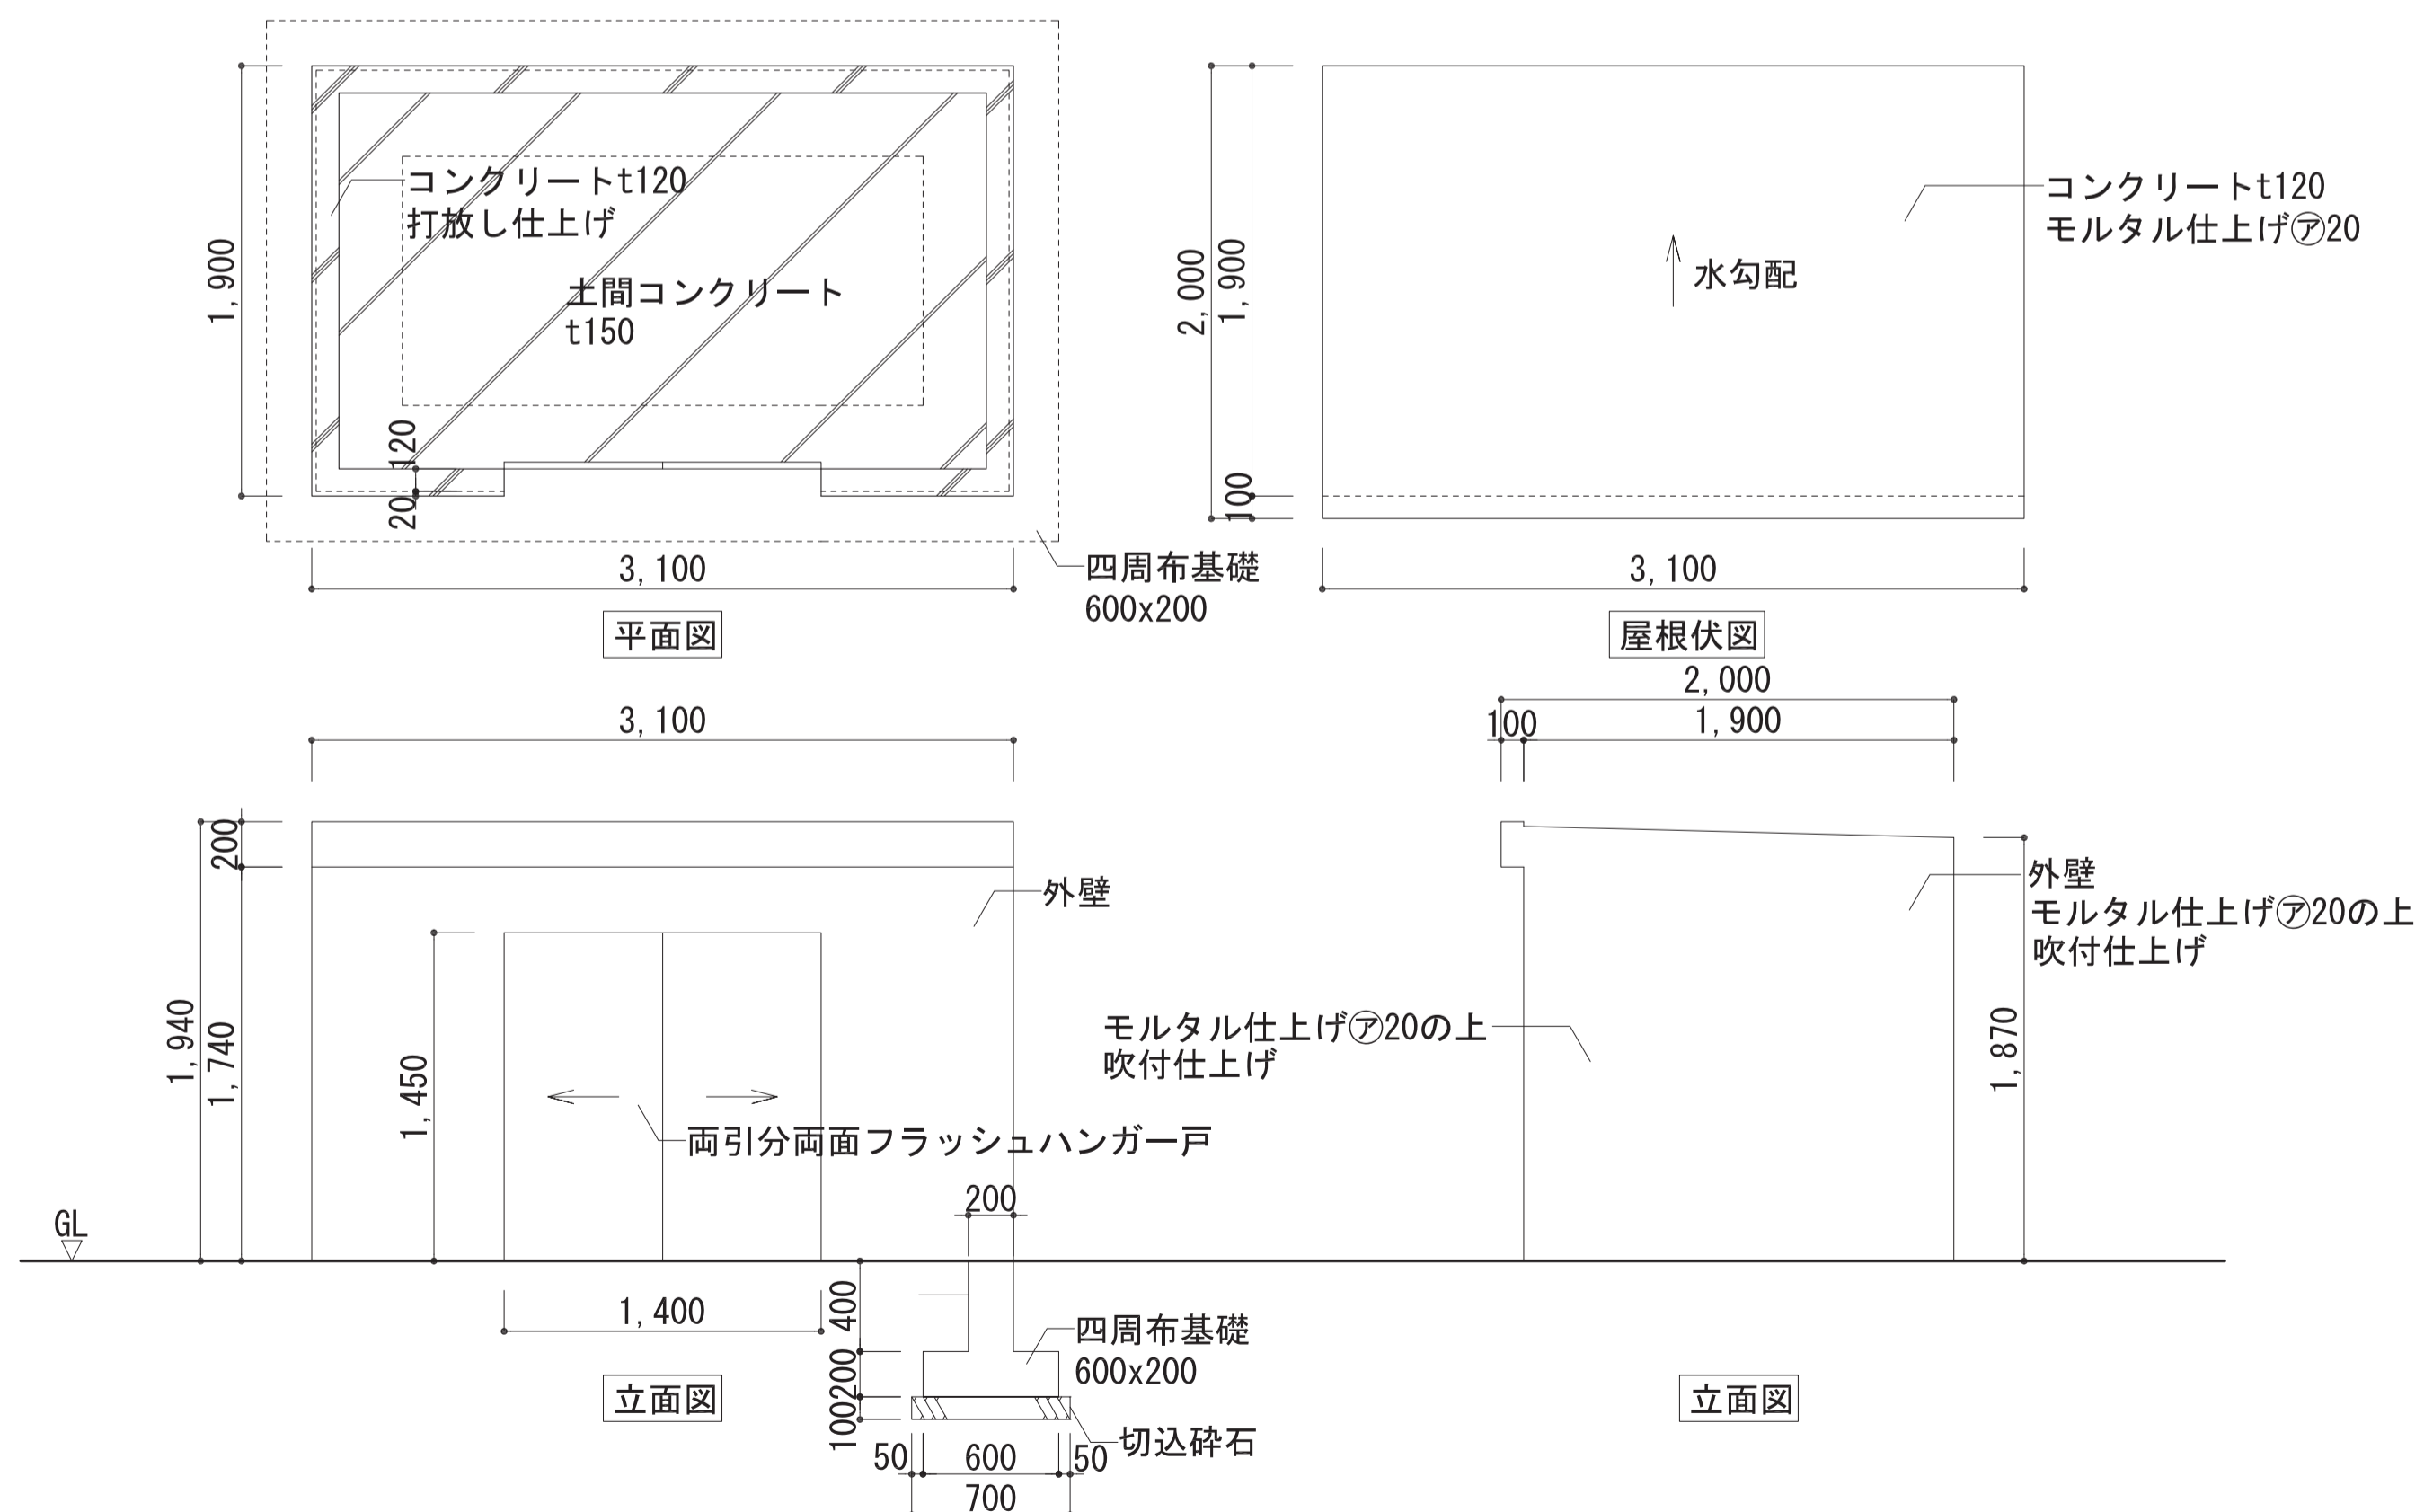 コンクリートt120
打放し仕上げ
土間コンクリート
t150
1,900
120
20
3,100
四周布基礎
600x200
平面図
2,000
1,900
100
水勾配
コンクリートt120
モルタル仕上げ㋐20
3,100
屋根伏図
3,100
200
1,940
1,740
1,450
外壁
両引分両面フラッシュハンガー戸
GL
1,400
200
400
200
100
四周布基礎
600x200
切込砕石
50
600
50
700
立面図
2,000
100
1,900
外壁
モルタル仕上げ㋐20の上
吹付仕上げ
モルタル仕上げ㋐20の上
吹付仕上げ
1,870
立面図